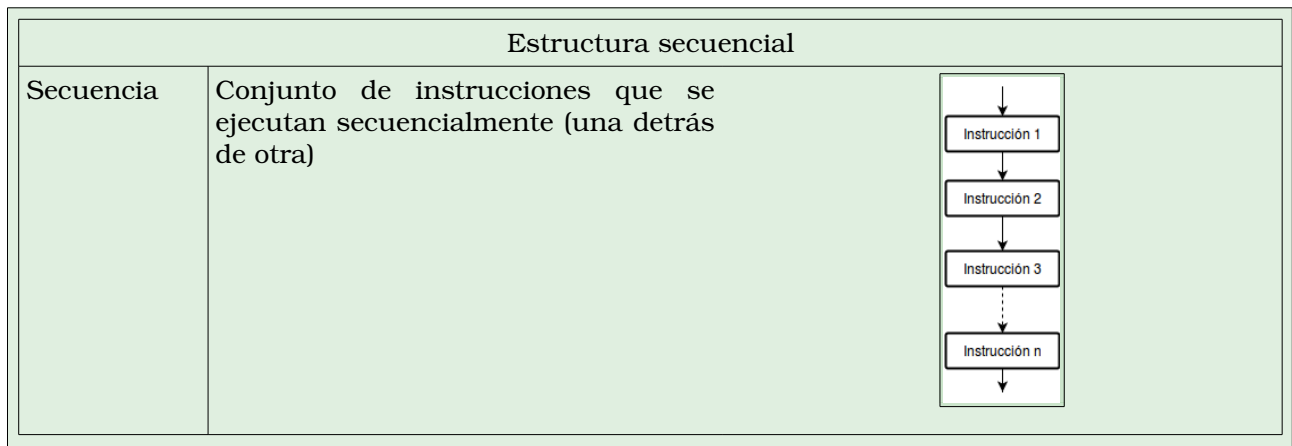 Estructura secuencial
Secuencia
Conjunto de instrucciones que se
ejecutan secuencialmente (una detrás
de otra)
Instrucción 1
Instrucción 2
Instrucción 3
Instrucción n